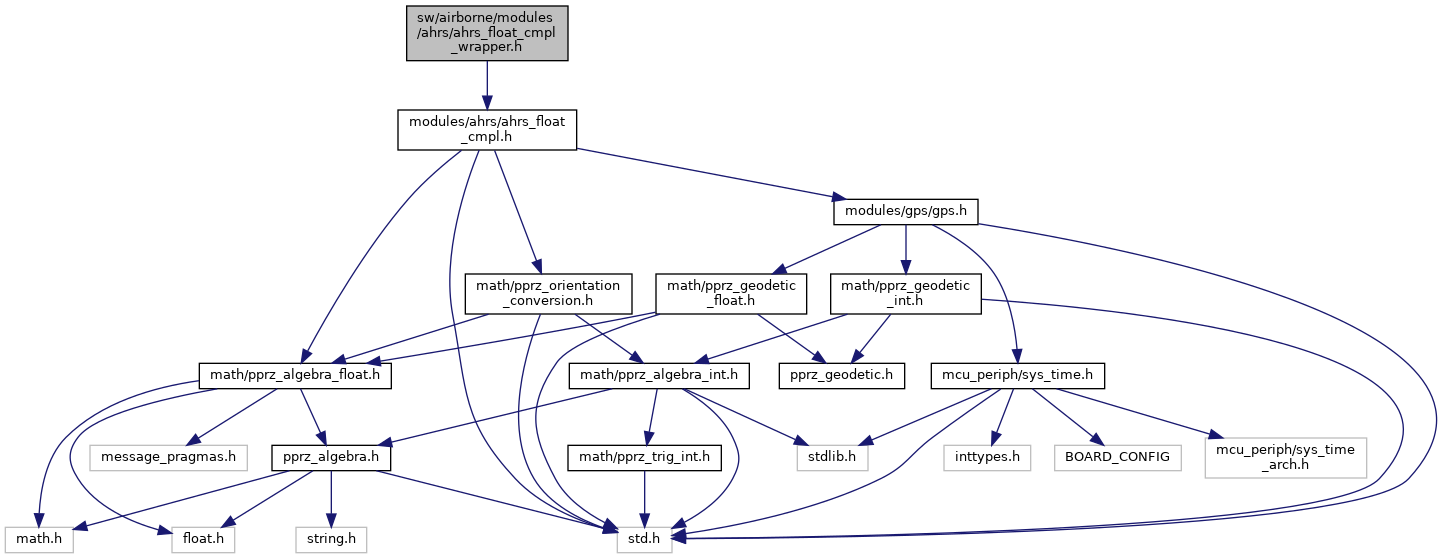 sw/airborne/modules
/ahrs/ahrs_float_cmpl
_wrapper.h
modules/ahrs/ahrs_float
_cmpl.h
modules/gps/gps.h
math/pprz_orientation
_conversion.h
math/pprz_geodetic
_float.h
math/pprz_geodetic
_int.h
math/pprz_algebra_float.h
math/pprz_algebra_int.h
pprz_geodetic.h
mcu_periph/sys_time.h
message_pragmas.h
pprz_algebra.h
math/pprz_trig_int.h
stdlib.h
inttypes.h
BOARD_CONFIG
mcu_periph/sys_time
_arch.h
math.h
float.h
string.h
std.h